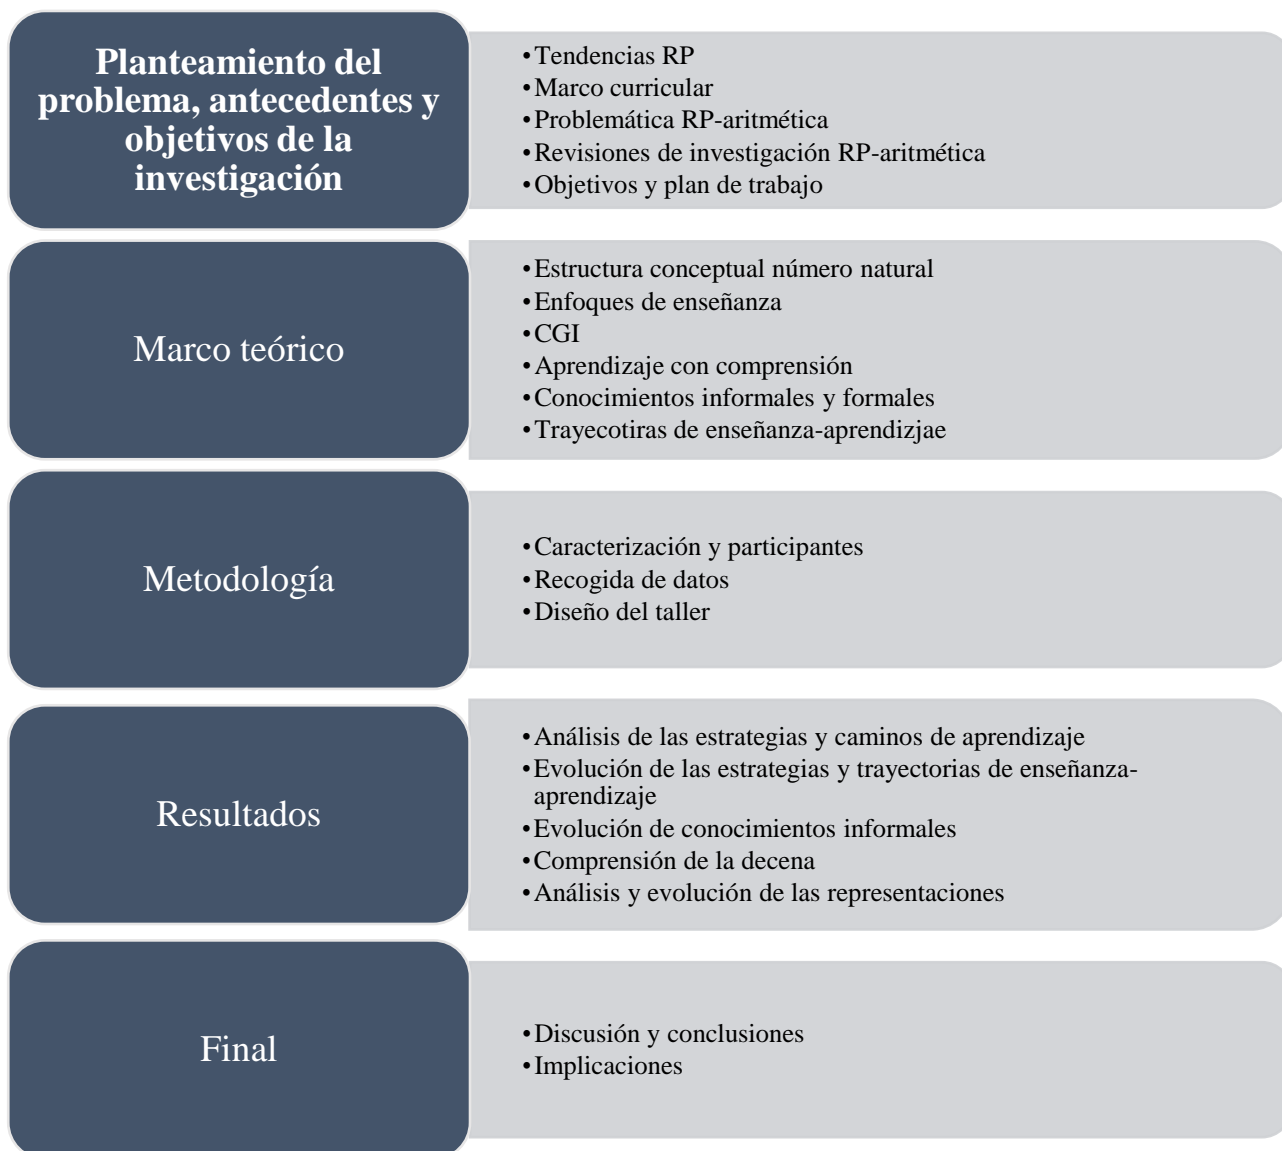 Planteamiento del
problema, antecedentes y
objetivos de la
investigación
•Tendencias RP
•Marco curricular
•Problemática RP-aritmética
•Revisiones de investigación RP-aritmética
•Objetivos y plan de trabajo
Marco teórico
•Estructura conceptual número natural
•Enfoques de enseñanza
•CGI
•Aprendizaje con comprensión
•Conocimientos informales y formales
•Trayecotiras de enseñanza-aprendizjae
Metodología
•Caracterización y participantes
•Recogida de datos
•Diseño del taller
Resultados
•Análisis de las estrategias y caminos de aprendizaje
•Evolución de las estrategias y trayectorias de enseñanza-
aprendizaje
•Evolución de conocimientos informales
•Comprensión de la decena
•Análisis y evolución de las representaciones
Final
•Discusión y conclusiones
•Implicaciones